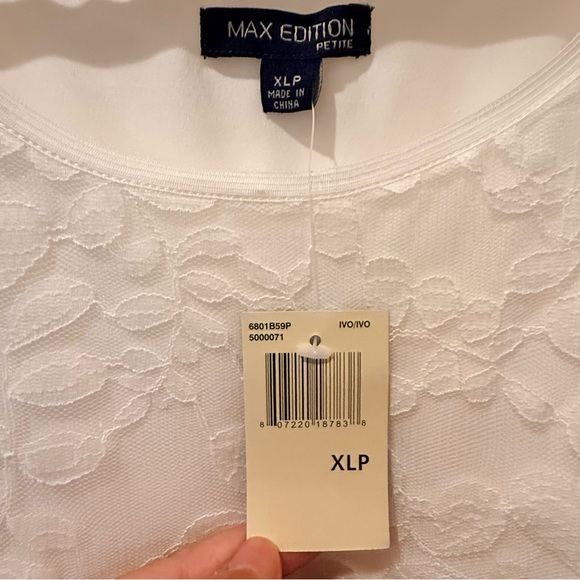 MAX EDITION
PETITE
XLP
MADE IN
CHINA
6801B59P IVO/IVO
5000071
8 07220 18783 8
XLP